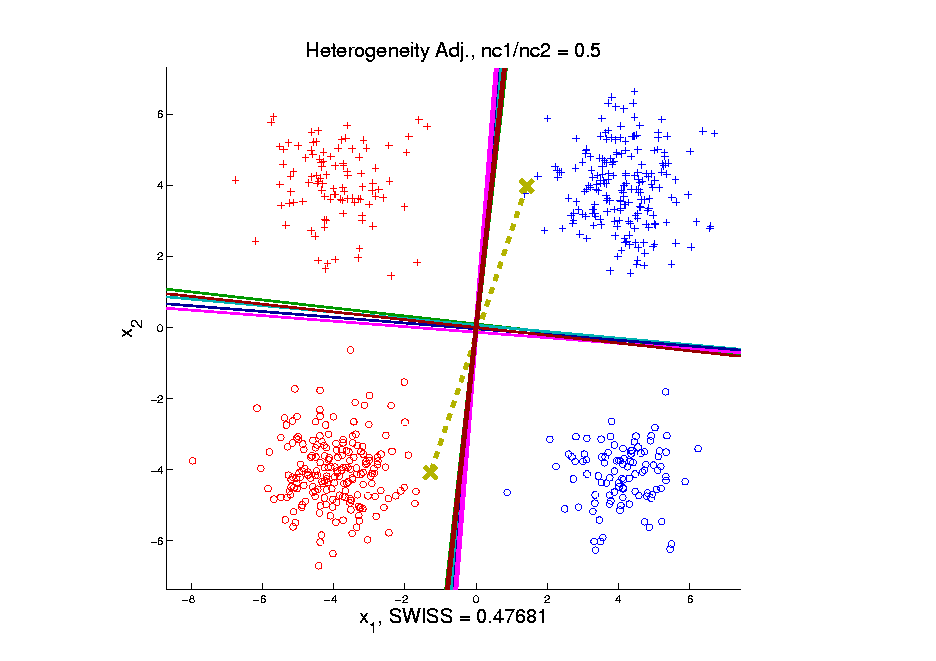 Heterogeneity Adj., nc1/nc2 = 0.5
6
4
2
0
−2
−4
−6
x2
−8 −6 −4 −2 0 2 4 6
x1, SWISS = 0.47681